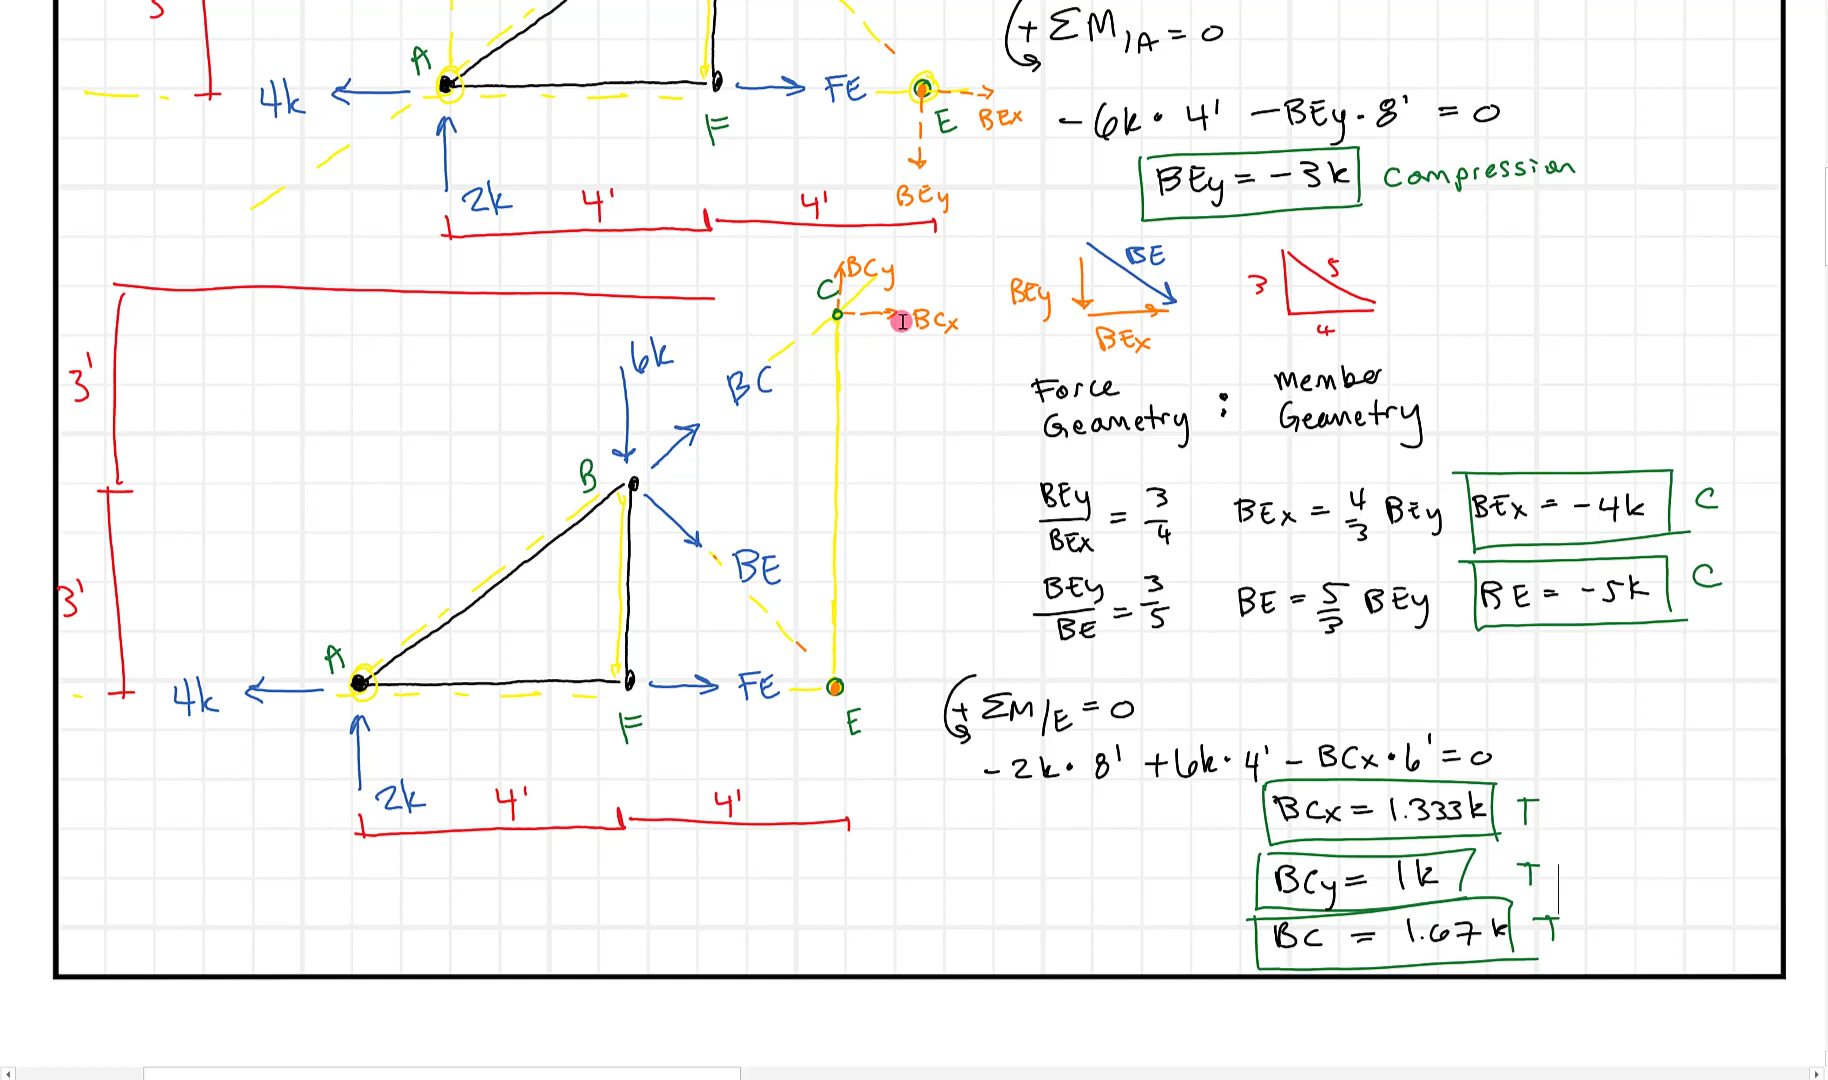 3'
A
4k
FE
E
BEx
F
2k
4'
4'
BEy
+ ΣM/A = 0
-6k · 4' - BEy · 8' = 0
BEy = -3k compression
BEy
BE
BEx
3
5
4
Force Geometry : member Geometry
BEy/BEx = 3/4 BEx = 4/3 BEy BEx = -4k C
BEy/BE = 3/5 BE = 5/3 BEy BE = -5k C
3'
3'
C
BCy
BCx
6k
BC
B
BE
A
4k
FE
E
F
2k
4'
4'
+ ΣM/E = 0
-2k · 8' + 6k · 4' - BCx · 6' = 0
BCx = 1.333k T
BCy = 1k T
BC = 1.67k T